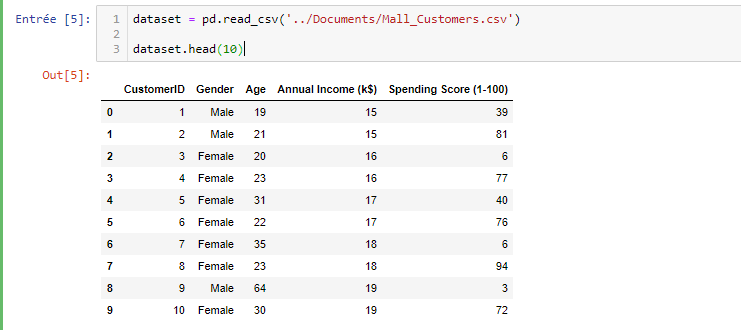 Entrée [5]: 1 dataset = pd.read_csv('../Documents/Mall_Customers.csv')
2
3 dataset.head(10)
Out[5]:
CustomerID Gender Age Annual Income (k$) Spending Score (1-100)
0 1 Male 19 15 39
1 2 Male 21 15 81
2 3 Female 20 16 6
3 4 Female 23 16 77
4 5 Female 31 17 40
5 6 Female 22 17 76
6 7 Female 35 18 6
7 8 Female 23 18 94
8 9 Male 64 19 3
9 10 Female 30 19 72